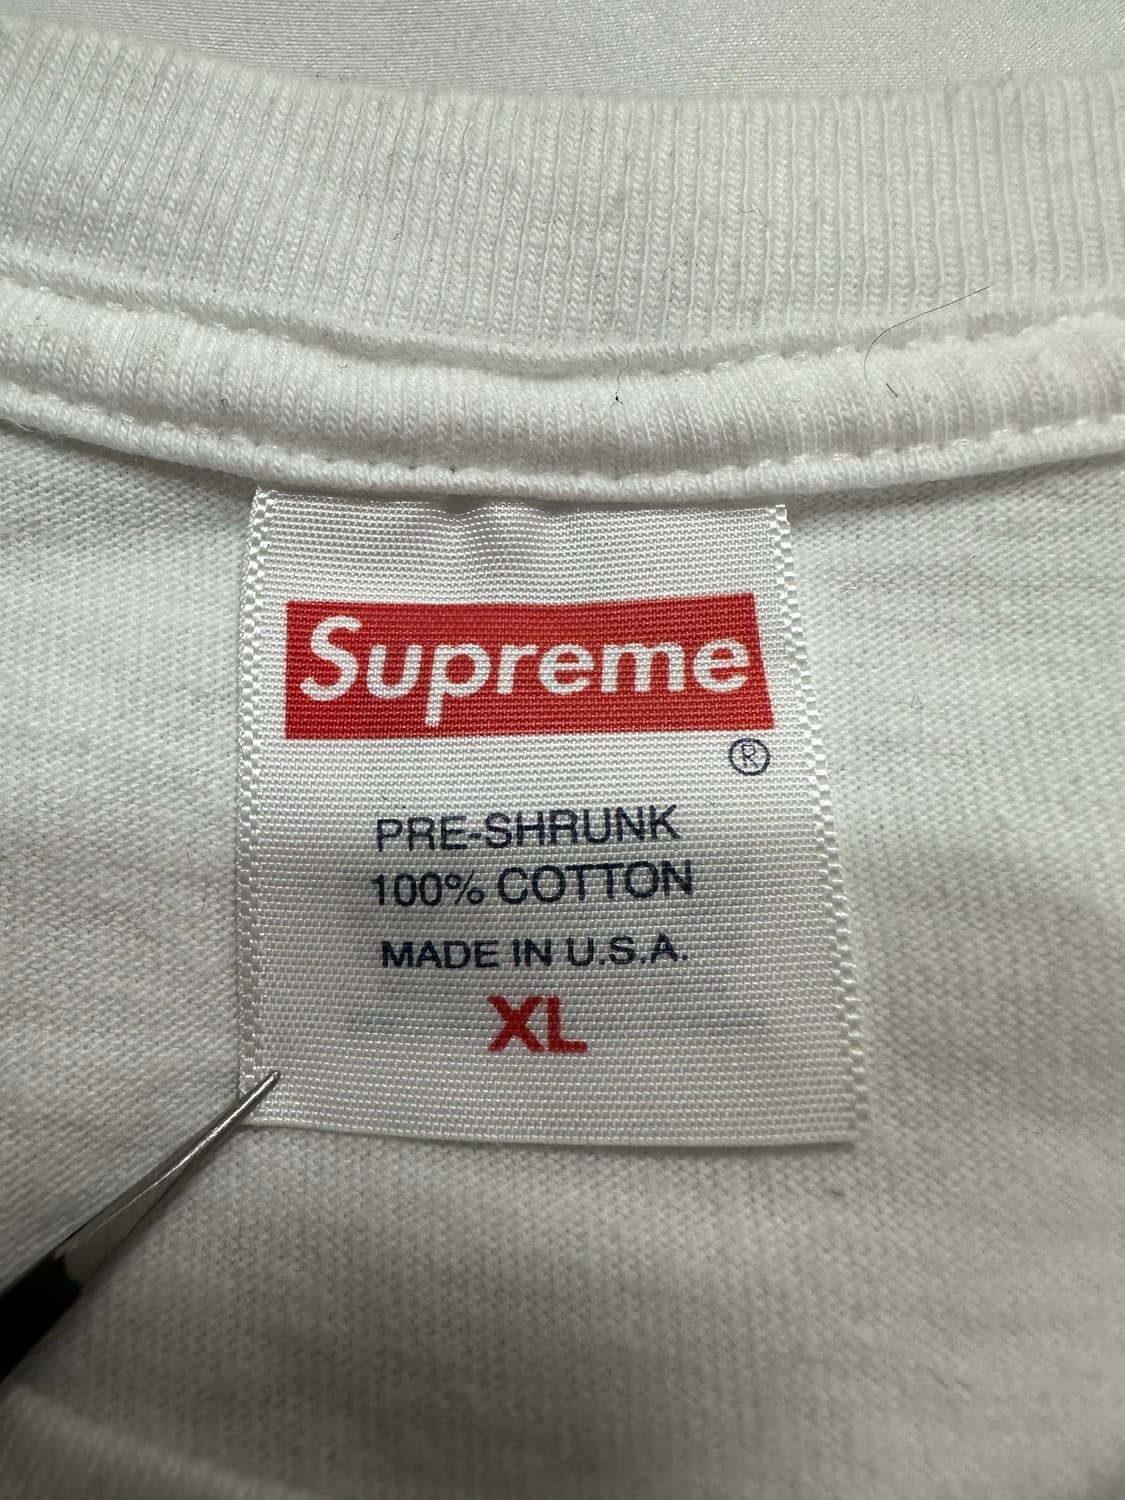 Supreme
®
PRE-SHRUNK
100% COTTON
MADE IN U.S.A.
XL